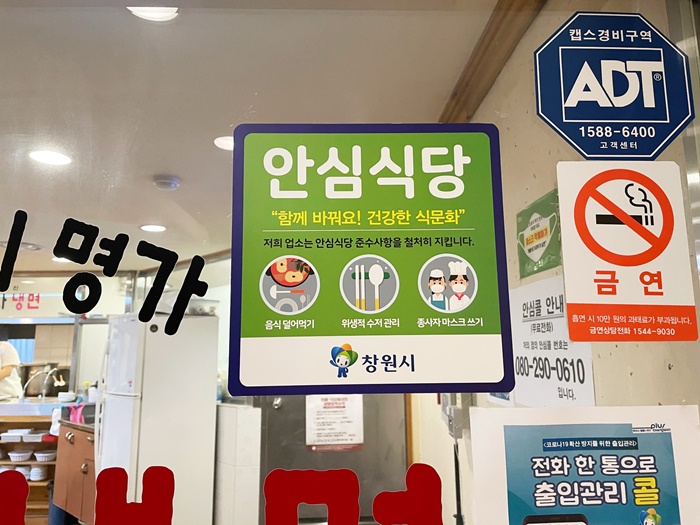 캡스경비구역
ADT®
1588-6400
고객센터
안심식당
“함께 바꿔요! 건강한 식문화”
저희 업소는 안심식당 준수사항을 철저히 지킵니다.
음식 덜어먹기
위생적 수저 관리
종사자 마스크 쓰기
창원시
금연
흡연 시 10만 원의 과태료가 부과됩니다.
금연상담전화 1544-9030
명가
냉면
안심콜 안내
(무료전화)
080-290-0610
입니다.
plus
<코로나19 확산 방지를 위한 출입관리>
전화 한 통으로
출입관리 콜